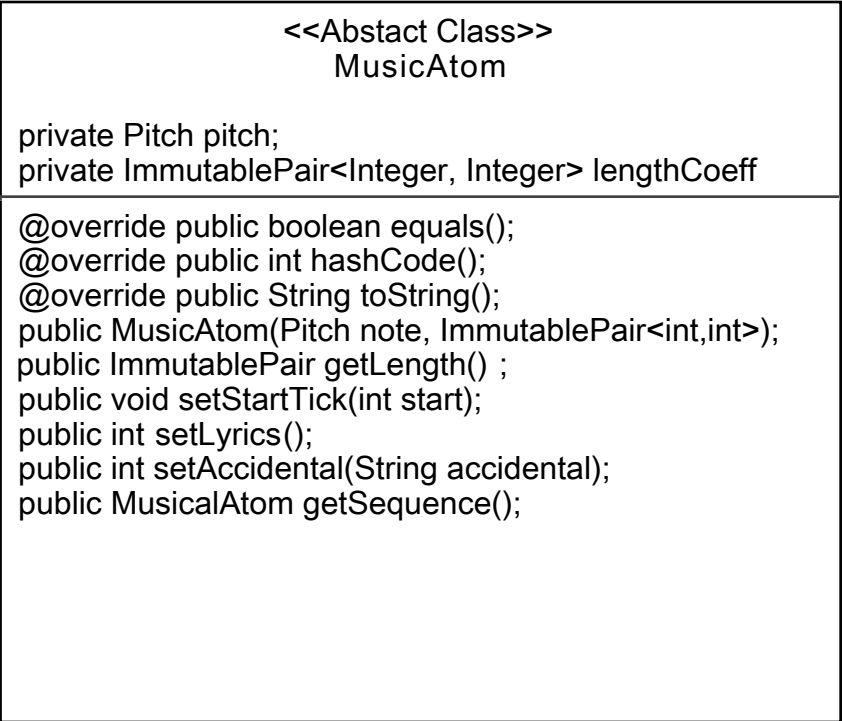 <<Abstact Class>>
MusicAtom
private Pitch pitch;
private ImmutablePair<Integer, Integer> lengthCoeff
@override public boolean equals();
@override public int hashCode();
@override public String toString();
public MusicAtom(Pitch note, ImmutablePair<int,int>);
public ImmutablePair getLength() ;
public void setStartTick(int start);
public int setLyrics();
public int setAccidental(String accidental);
public MusicalAtom getSequence();